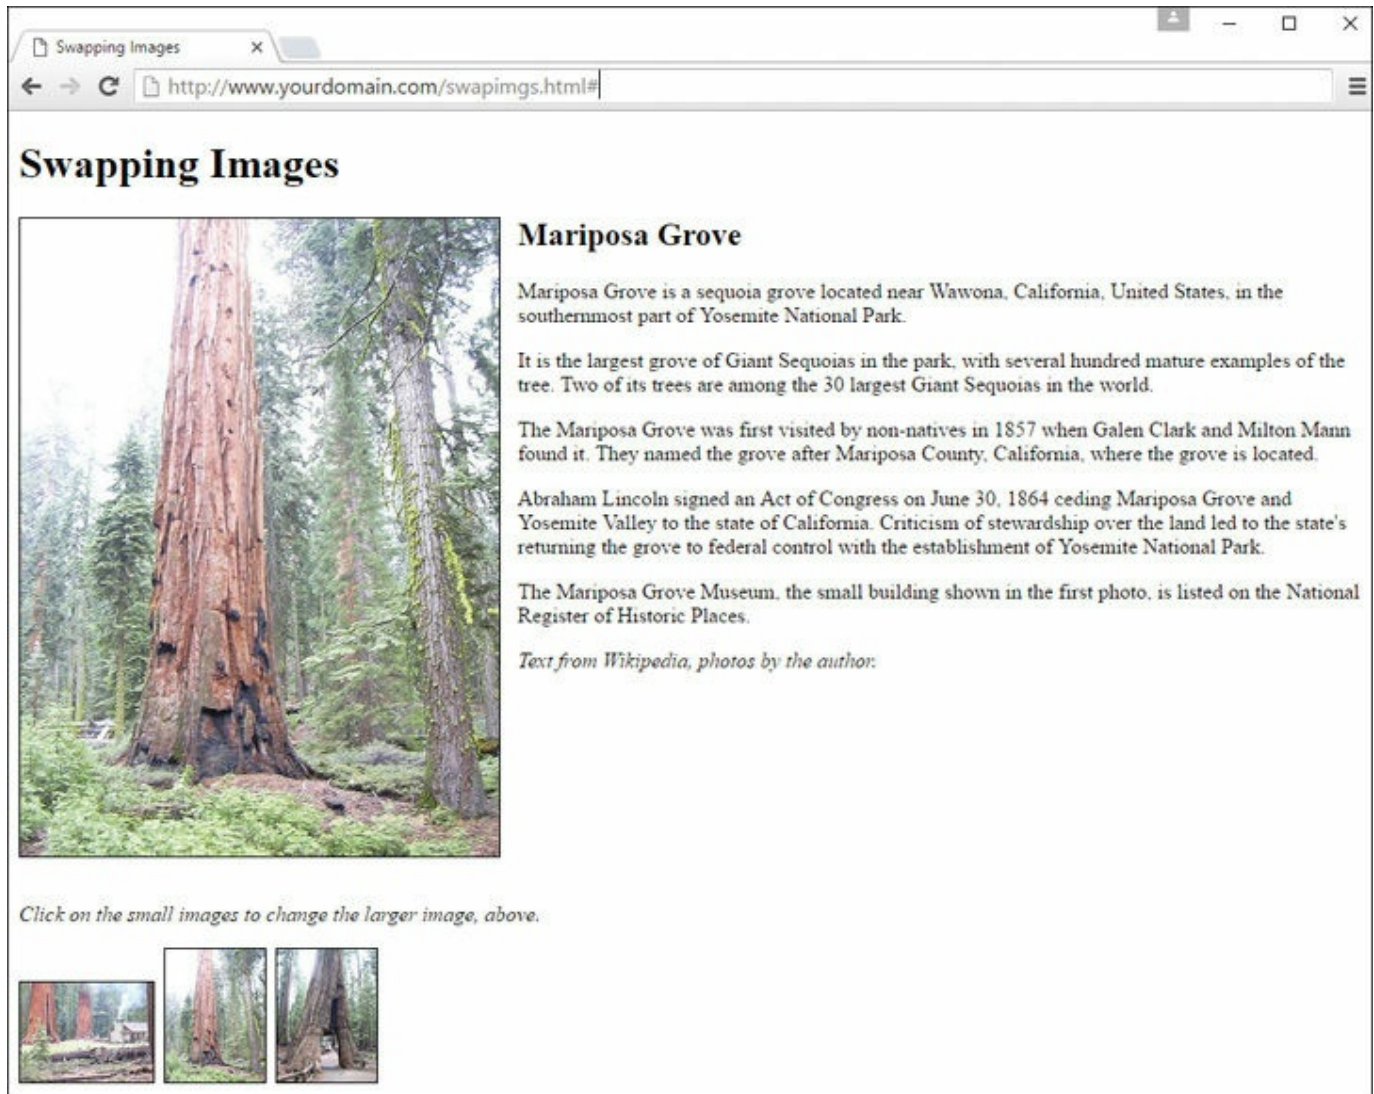 Swapping Images
http://www.yourdomain.com/swapimgs.html#
Swapping Images
Mariposa Grove
Mariposa Grove is a sequoia grove located near Wawona, California, United States, in the
southernmost part of Yosemite National Park.
It is the largest grove of Giant Sequoias in the park, with several hundred mature examples of the
tree. Two of its trees are among the 30 largest Giant Sequoias in the world.
The Mariposa Grove was first visited by non-natives in 1857 when Galen Clark and Milton Mann
found it. They named the grove after Mariposa County, California, where the grove is located.
Abraham Lincoln signed an Act of Congress on June 30, 1864 ceding Mariposa Grove and
Yosemite Valley to the state of California. Criticism of stewardship over the land led to the state's
returning the grove to federal control with the establishment of Yosemite National Park.
The Mariposa Grove Museum, the small building shown in the first photo, is listed on the National
Register of Historic Places.
Text from Wikipedia, photos by the author.
Click on the small images to change the larger image, above.